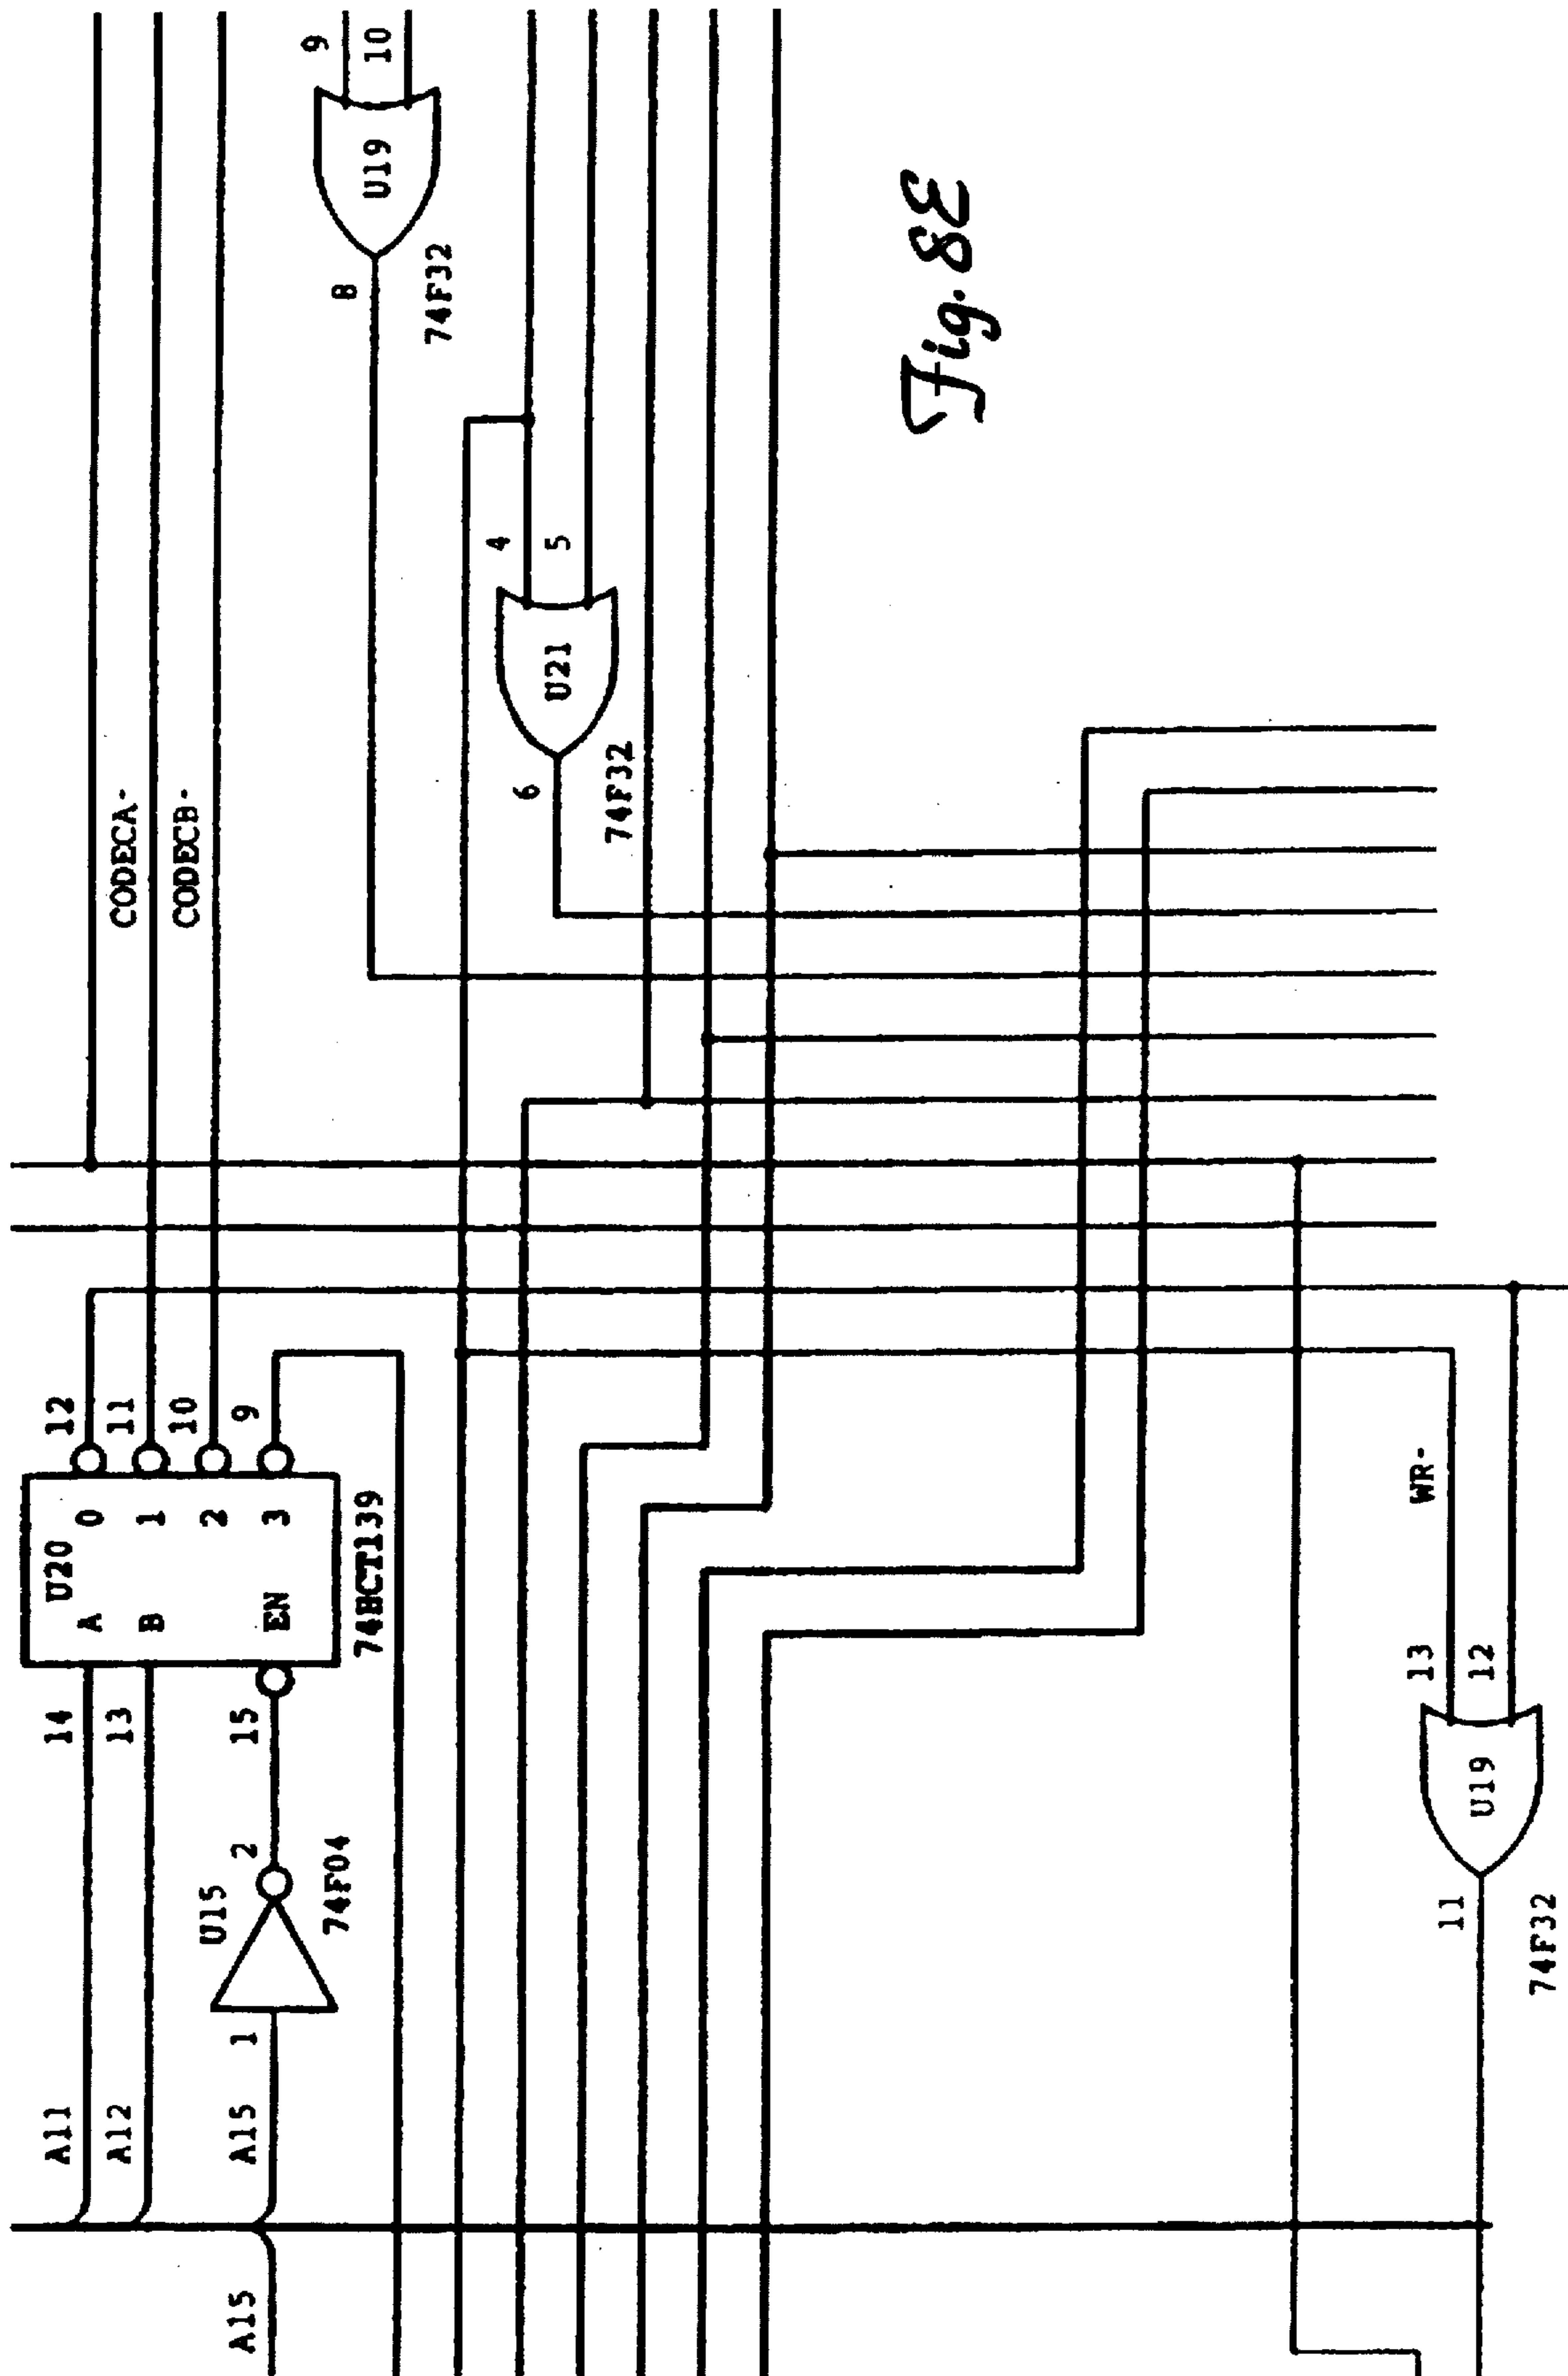 A11 14 U20 12
A 0
A12 13 11 CODECA-
B 1
10 CODECB-
U15 2
A15 A15 1 2 15 9
EN 3
9
74F04
8
74BCT139 U19 10
74F32
4
6
U21 5
74F32
Fig. 8E
13 WR-
11
U19 12
74F32